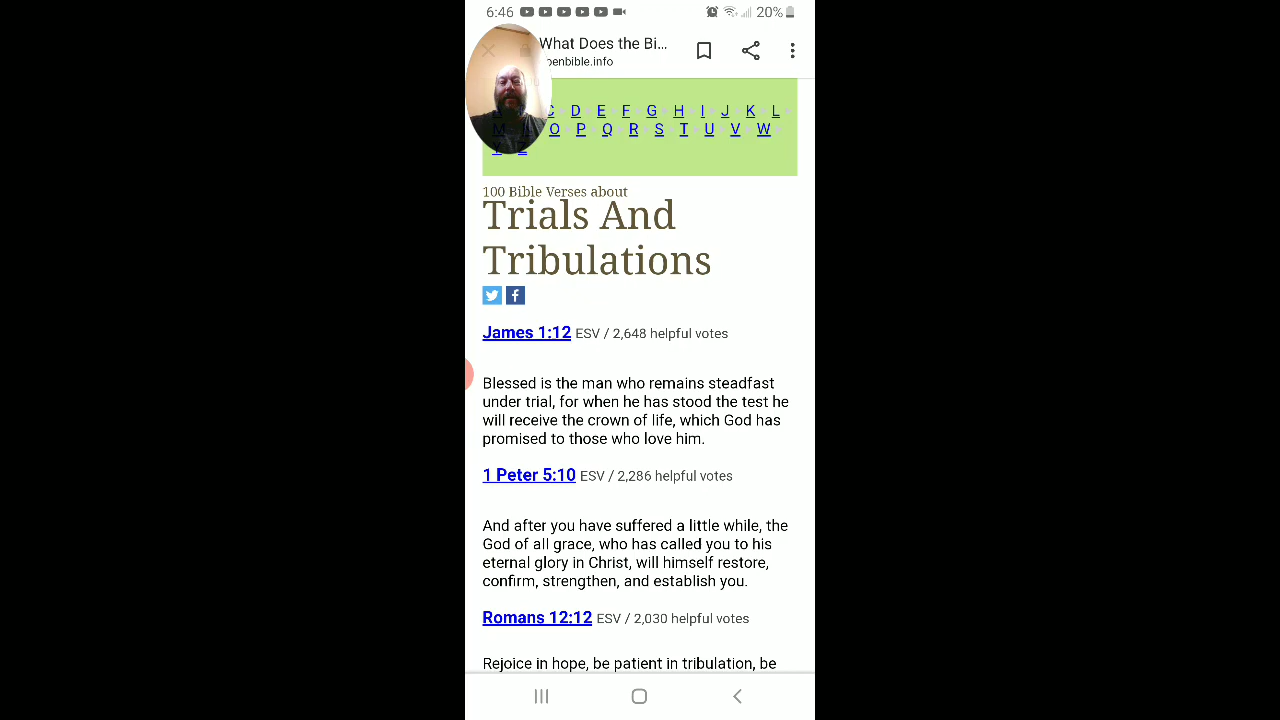 6:46 20%
What Does the Bi...
penbible.info
C D E F G H I J K L
M O P Q R S T U V W
Y Z
100 Bible Verses about
Trials And
Tribulations
James 1:12 ESV / 2,648 helpful votes
Blessed is the man who remains steadfast
under trial, for when he has stood the test he
will receive the crown of life, which God has
promised to those who love him.
1 Peter 5:10 ESV / 2,286 helpful votes
And after you have suffered a little while, the
God of all grace, who has called you to his
eternal glory in Christ, will himself restore,
confirm, strengthen, and establish you.
Romans 12:12 ESV / 2,030 helpful votes
Rejoice in hope, be patient in tribulation, be